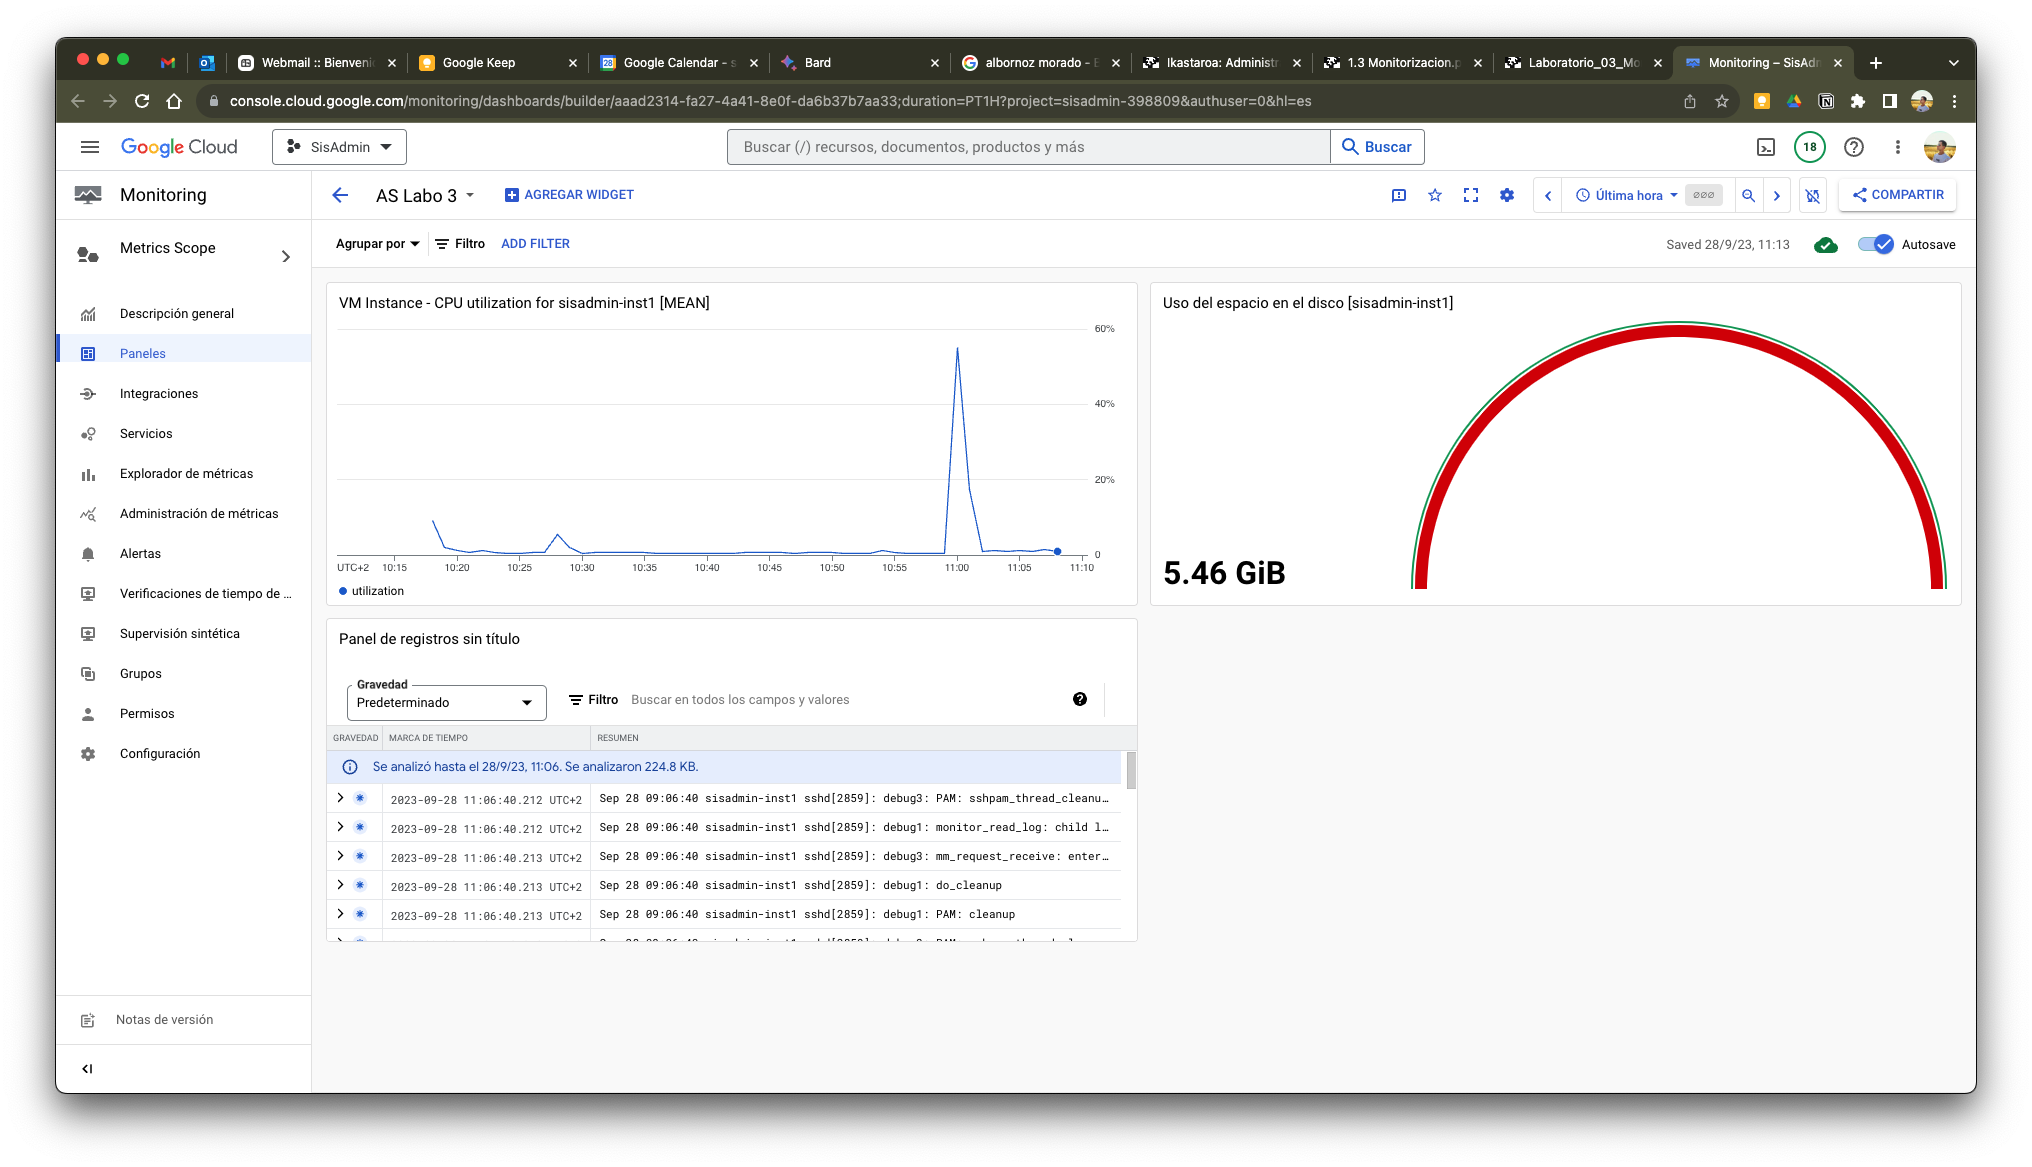 Webmail :: Bienveni
Google Keep
Google Calendar - s
Bard
albornoz morado - B
Ikastaroa: Administr
1.3 Monitorizacion.p
Laboratorio_03_Mo
Monitoring – SisAdm
console.cloud.google.com/monitoring/dashboards/builder/aaad2314-fa27-4a41-8e0f-da6b37b7aa33;duration=PT1H?project=sisadmin-398809&authuser=0&hl=es
Google Cloud
SisAdmin
Buscar (/) recursos, documentos, productos y más
Buscar
18
Monitoring
AS Labo 3
AGREGAR WIDGET
Última hora
COMPARTIR
Metrics Scope
Agrupar por
Filtro
ADD FILTER
Saved 28/9/23, 11:13
Autosave
Descripción general
Paneles
Integraciones
Servicios
Explorador de métricas
Administración de métricas
Alertas
Verificaciones de tiempo de ...
Supervisión sintética
Grupos
Permisos
Configuración
Notas de versión
VM Instance - CPU utilization for sisadmin-inst1 [MEAN]
60%
40%
20%
0
UTC+2 10:15 10:20 10:25 10:30 10:35 10:40 10:45 10:50 10:55 11:00 11:05 11:10
utilization
Uso del espacio en el disco [sisadmin-inst1]
5.46 GiB
Panel de registros sin título
Gravedad
Predeterminado
Filtro
Buscar en todos los campos y valores
GRAVEDAD MARCA DE TIEMPO RESUMEN
Se analizó hasta el 28/9/23, 11:06. Se analizaron 224.8 KB.
2023-09-28 11:06:40.212 UTC+2 Sep 28 09:06:40 sisadmin-inst1 sshd[2859]: debug3: PAM: sshpam_thread_cleanu…
2023-09-28 11:06:40.212 UTC+2 Sep 28 09:06:40 sisadmin-inst1 sshd[2859]: debug1: monitor_read_log: child l…
2023-09-28 11:06:40.213 UTC+2 Sep 28 09:06:40 sisadmin-inst1 sshd[2859]: debug3: mm_request_receive: enter…
2023-09-28 11:06:40.213 UTC+2 Sep 28 09:06:40 sisadmin-inst1 sshd[2859]: debug1: do_cleanup
2023-09-28 11:06:40.213 UTC+2 Sep 28 09:06:40 sisadmin-inst1 sshd[2859]: debug1: PAM: cleanup